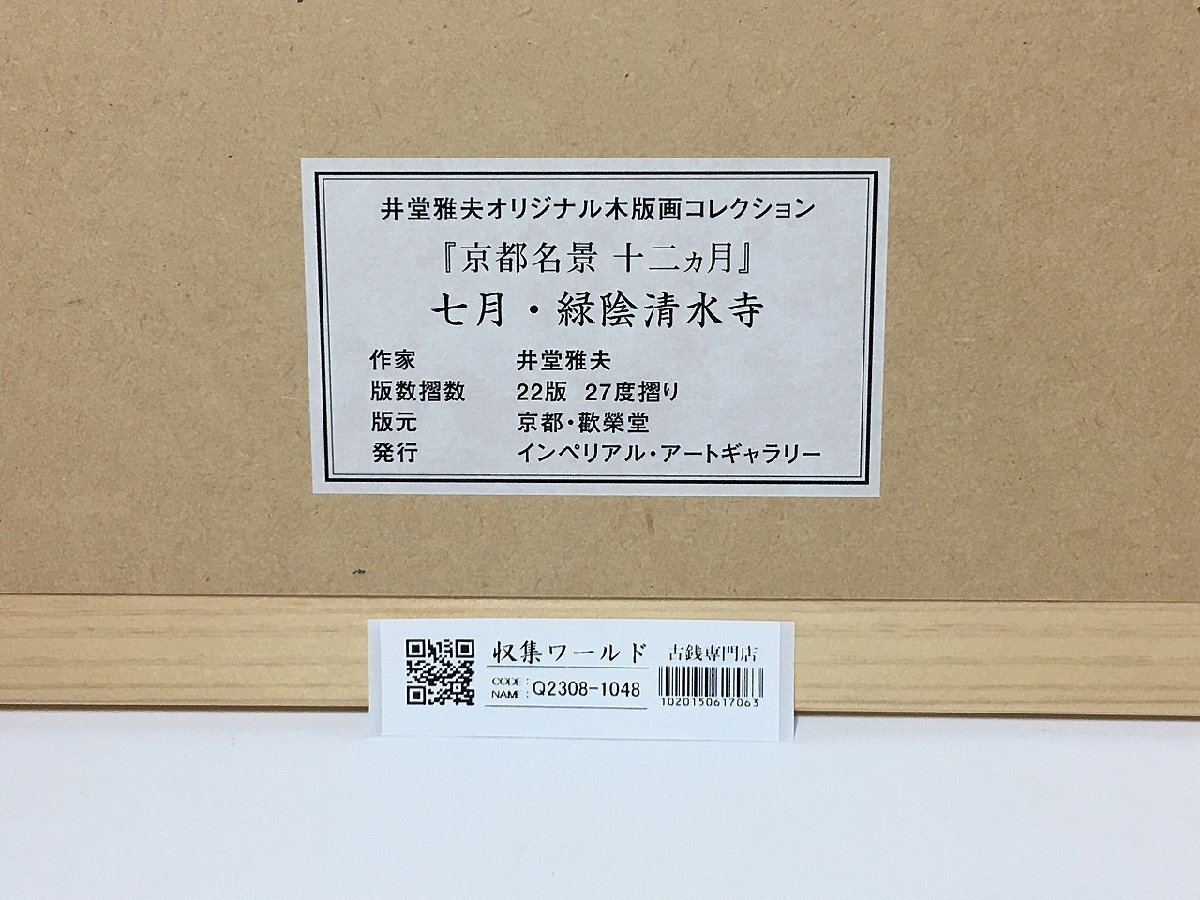 井堂雅夫オリジナル木版画コレクション
『京都名景 十二ヵ月』
七月・緑陰清水寺
作家 井堂雅夫
版数摺数 22版 27度摺り
版元 京都・歡榮堂
発行 インペリアル・アートギャラリー
収集ワールド 古銭専門店
CODE :
NAME : Q2308-1048
1020150617063